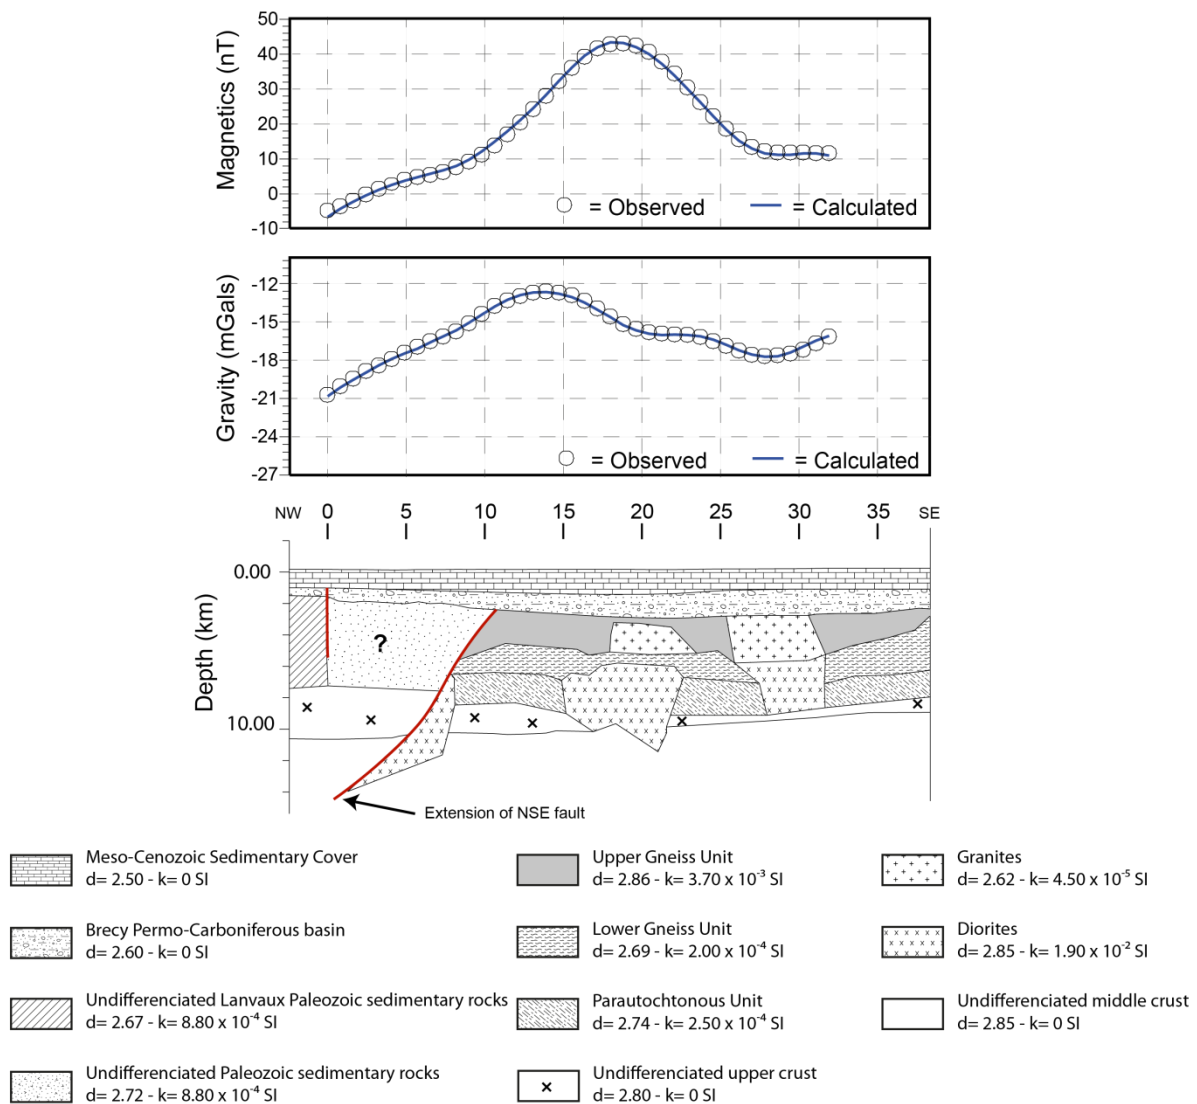 50
40
30
20
10
0
-10
Magnetics (nT)
= Observed
= Calculated
-12
-15
-18
-21
-24
-27
Gravity (mGals)
= Observed
= Calculated
NW 0 5 10 15 20 25 30 35 SE
0.00
10.00
Depth (km)
?
Extension of NSE fault
Meso-Cenozoic Sedimentary Cover
d= 2.50 - k= 0 SI
Upper Gneiss Unit
d= 2.86 - k= 3.70 x 10⁻³ SI
Granites
d= 2.62 - k= 4.50 x 10⁻⁵ SI
Brecy Permo-Carboniferous basin
d= 2.60 - k= 0 SI
Lower Gneiss Unit
d= 2.69 - k= 2.00 x 10⁻⁴ SI
Diorites
d= 2.85 - k= 1.90 x 10⁻² SI
Undifferenciated Lanvaux Paleozoic sedimentary rocks
d= 2.67 - k= 8.80 x 10⁻⁴ SI
Parautochtonous Unit
d= 2.74 - k= 2.50 x 10⁻⁴ SI
Undifferenciated middle crust
d= 2.85 - k= 0 SI
Undifferenciated Paleozoic sedimentary rocks
d= 2.72 - k= 8.80 x 10⁻⁴ SI
Undifferenciated upper crust
d= 2.80 - k= 0 SI